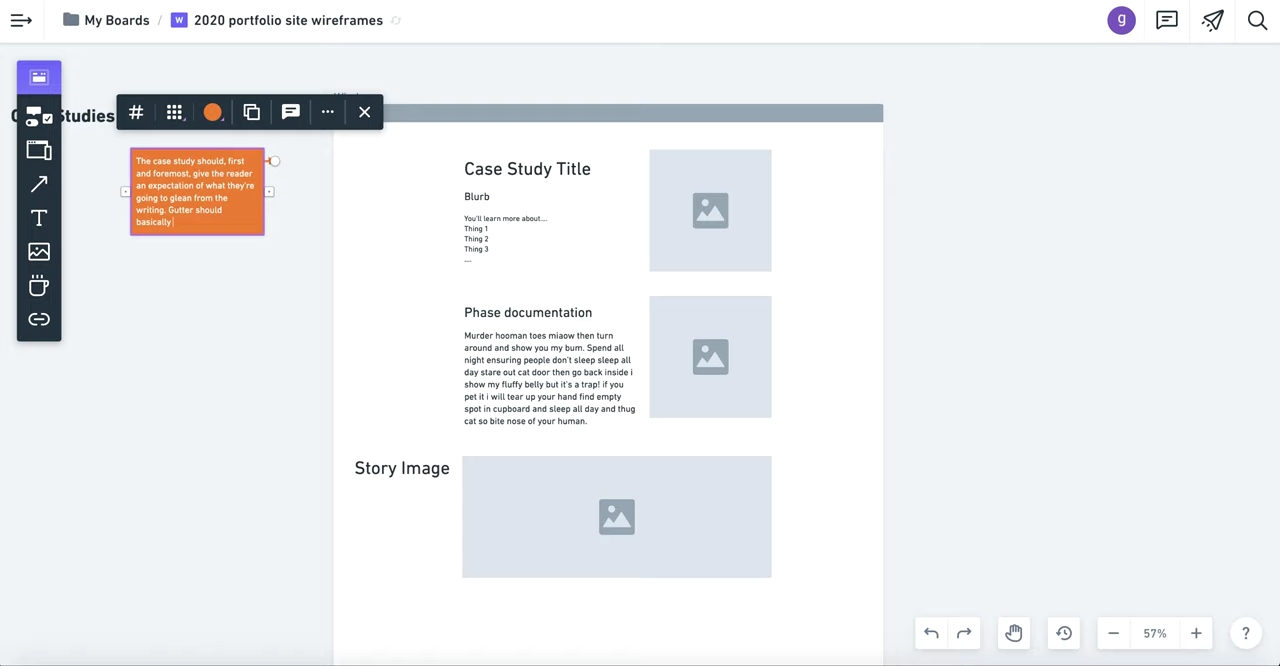 My Boards / W 2020 portfolio site wireframes
g
Studies
The case study should, first
and foremost, give the reader
an expectation of what they're
going to glean from the
writing. Gutter should
basically
Case Study Title
Blurb
You'll learn more about....
Thing 1
Thing 2
Thing 3
....
Phase documentation
Murder hooman toes miaow then turn
around and show you my bum. Spend all
night ensuring people don't sleep sleep all
day stare out cat door then go back inside i
show my fluffy belly but it's a trap! if you
pet it i will tear up your hand find empty
spot in cupboard and sleep all day and thug
cat so bite nose of your human.
Story Image
57%
?